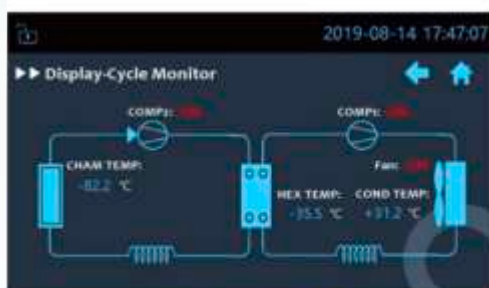 2019-08-14 17:47:07
▶▶ Display-Cycle Monitor
COMP2:
COMP1:
CHAM TEMP:
-82.2 ℃
Fan:
HEX TEMP: COND TEMP:
-35.5 ℃ +31.2 ℃